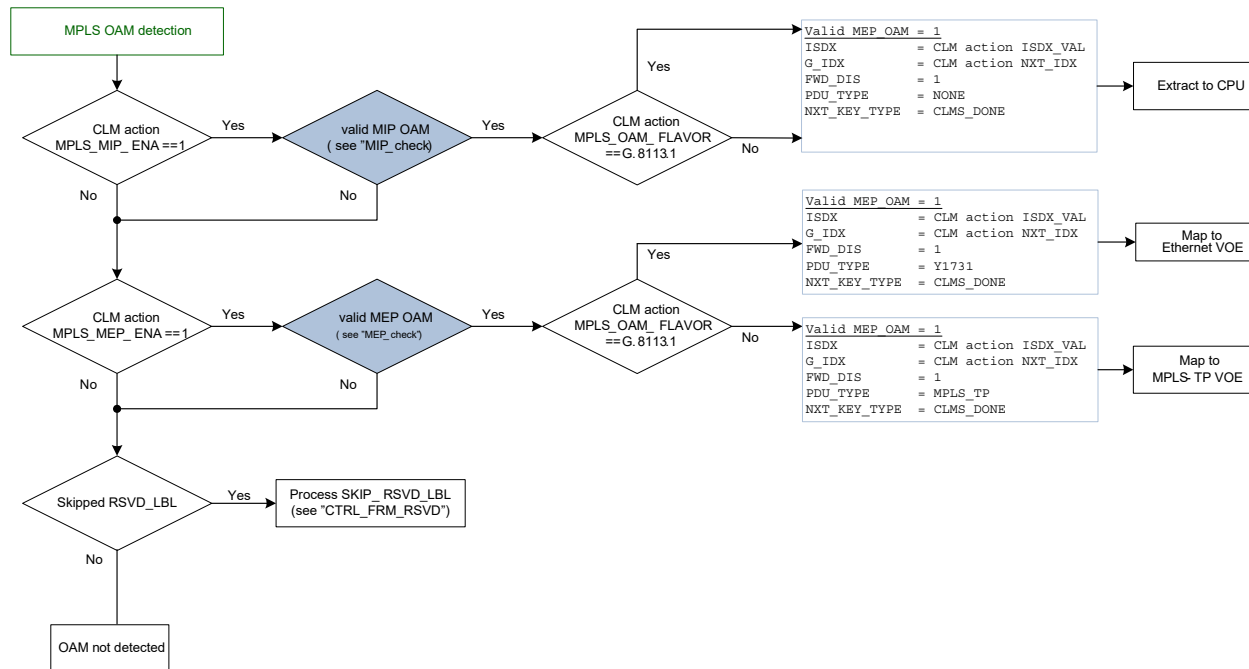 MPLS OAM detection
CLM action
MPLS_MIP_ ENA ==1
Yes
No
valid MIP OAM
( see "MIP_check)
Yes
No
CLM action
MPLS_OAM_ FLAVOR
==G. 8113.1
Yes
No
Valid MEP_OAM = 1
ISDX = CLM action ISDX_VAL
G_IDX = CLM action NXT_IDX
FWD_DIS = 1
PDU_TYPE = NONE
NXT_KEY_TYPE = CLMS_DONE
Extract to CPU
CLM action
MPLS_MEP_ENA ==1
Yes
No
valid MEP OAM
( see "MEP_check")
Yes
No
CLM action
MPLS_OAM_ FLAVOR
==G. 8113.1
Yes
No
Valid MEP_OAM = 1
ISDX = CLM action ISDX_VAL
G_IDX = CLM action NXT_IDX
FWD_DIS = 1
PDU_TYPE = Y1731
NXT_KEY_TYPE = CLMS_DONE
Map to
Ethernet VOE
Valid MEP_OAM = 1
ISDX = CLM action ISDX_VAL
G_IDX = CLM action NXT_IDX
FWD_DIS = 1
PDU_TYPE = MPLS_TP
NXT_KEY_TYPE = CLMS_DONE
Map to
MPLS- TP VOE
Skipped RSVD_LBL
Yes
No
Process SKIP_ RSVD_LBL
(see "CTRL_FRM_RSVD")
OAM not detected